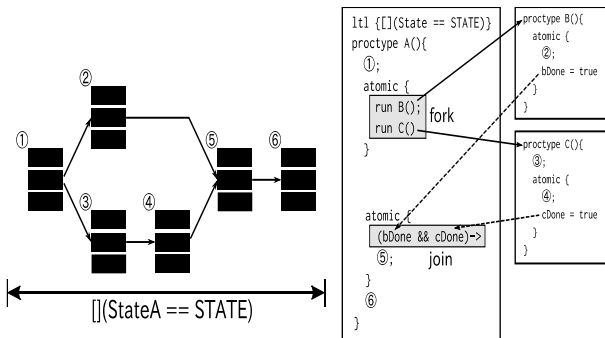 ①
②
③
④
⑤
⑥
[](StateA == STATE)
ltl {[](State == STATE)}
proctype A(){
①;
atomic {
run B();
run C()
fork
}
atomic {
(bDone && cDone)->
⑤;
join
}
⑥
}
proctype B(){
atomic {
②;
bDone = true
}
}
proctype C(){
③;
atomic {
④;
cDone = true
}
}